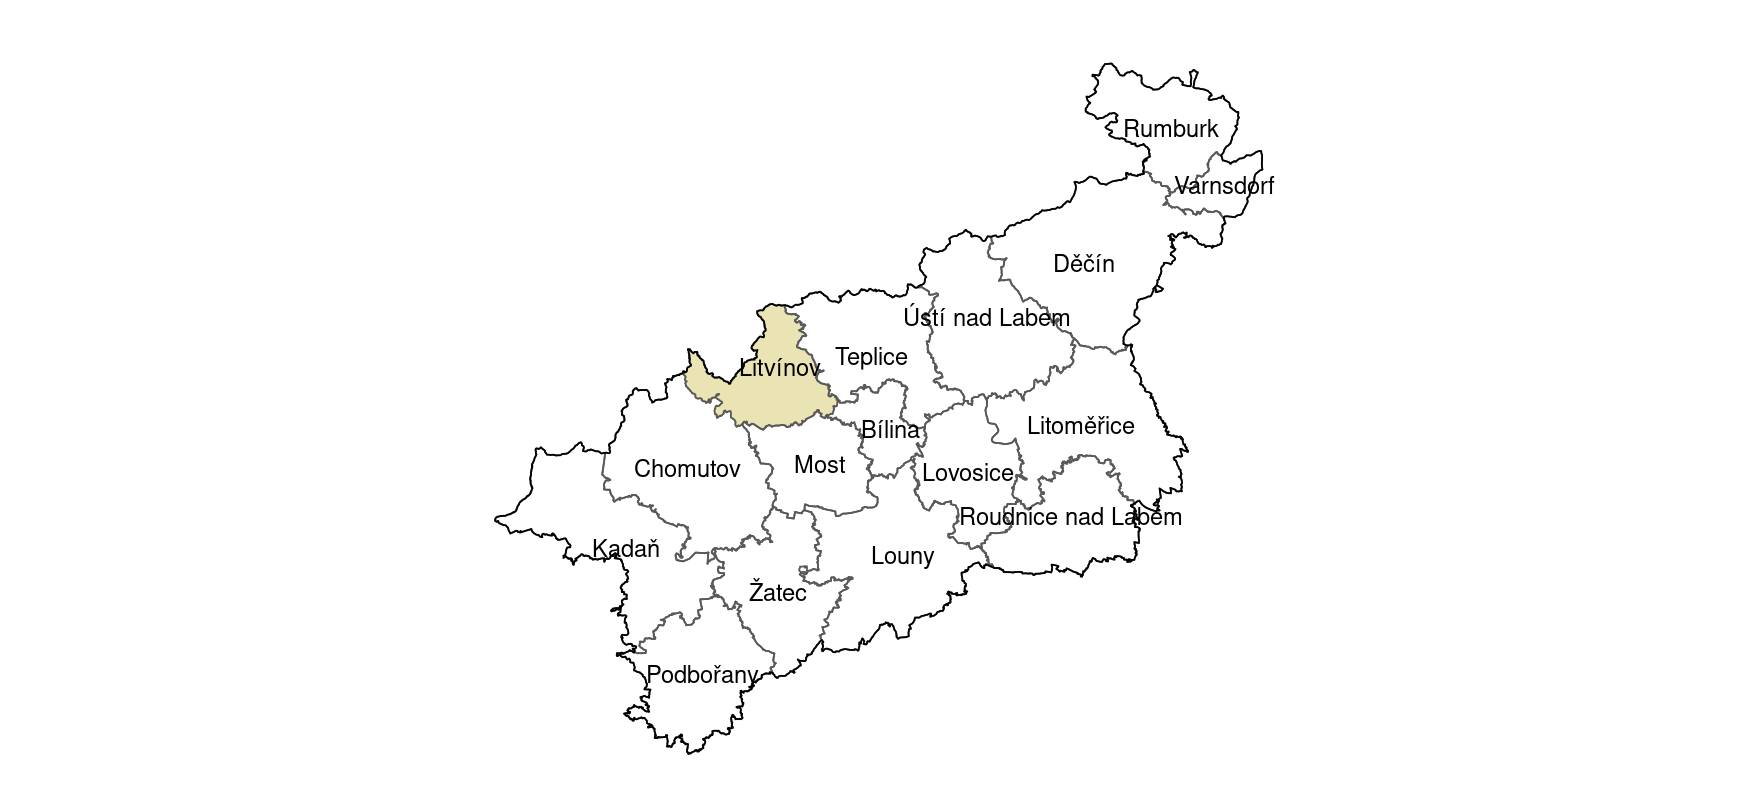 Rumburk
Varnsdorf
Děčín
Ústí nad Labem
Teplice
Litvínov
Litoměřice
Bílina
Most
Chomutov
Lovosice
Roudnice nad Labem
Kadaň
Louny
Žatec
Podbořany